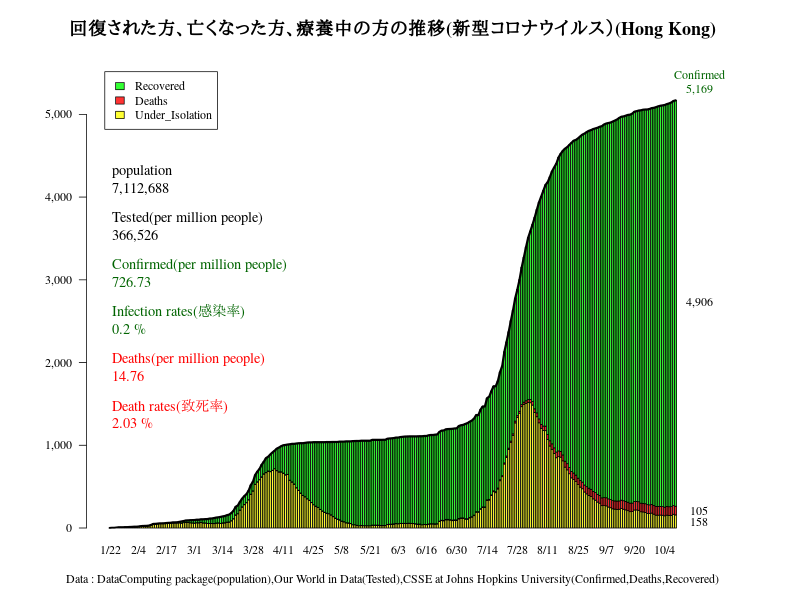 回復された方、亡くなった方、療養中の方の推移(新型コロナウイルス）(Hong Kong)
Confirmed
5,169
Recovered
Deaths
Under_Isolation
population
7,112,688
Tested(per million people)
366,526
Confirmed(per million people)
726.73
Infection rates(感染率)
0.2 %
Deaths(per million people)
14.76
Death rates(致死率)
2.03 %
5,000
4,000
3,000
2,000
1,000
0
4,906
105
158
1/22 2/4 2/17 3/1 3/14 3/28 4/11 4/25 5/8 5/21 6/3 6/16 6/30 7/14 7/28 8/11 8/25 9/7 9/20 10/4
Data : DataComputing package(population),Our World in Data(Tested),CSSE at Johns Hopkins University(Confirmed,Deaths,Recovered)